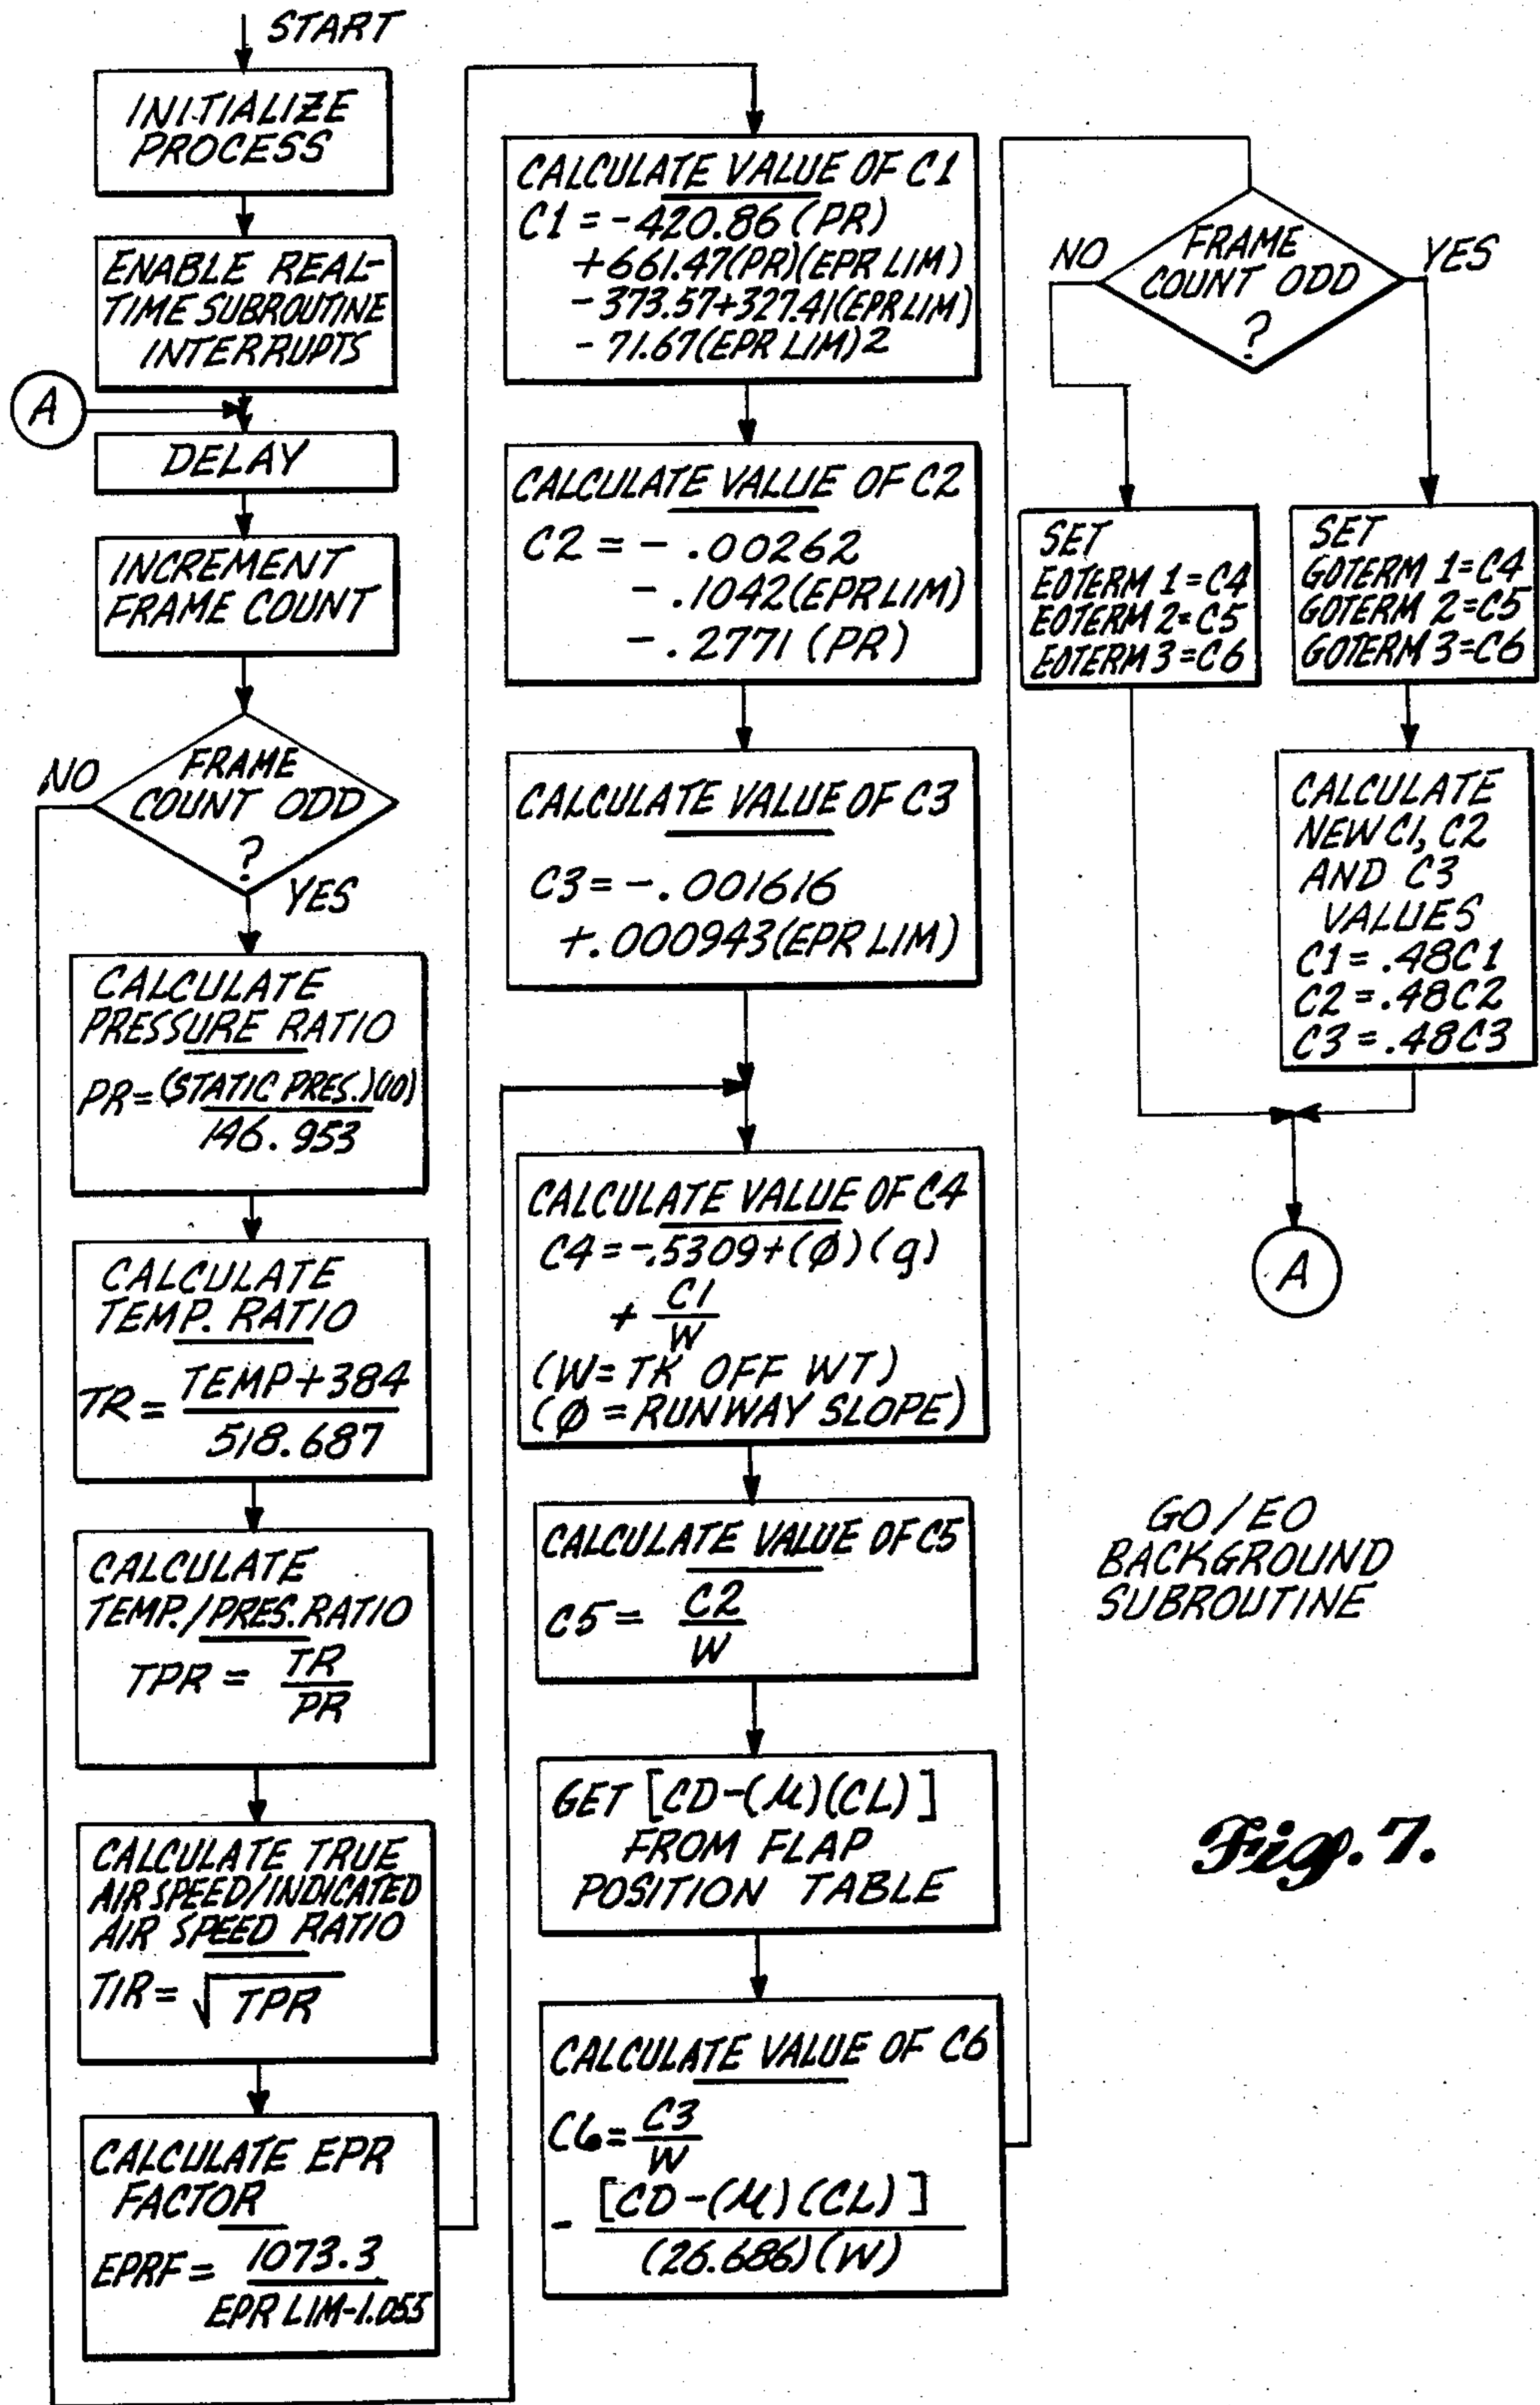 START
INITIALIZE
PROCESS
ENABLE REAL-
TIME SUBROUTINE
INTERRUPTS
A
DELAY
INCREMENT
FRAME COUNT
FRAME
COUNT ODD
?
NO
YES
CALCULATE
PRESSURE RATIO
PR=(STATIC PRES.)(10)
146.953
CALCULATE
TEMP. RATIO
TR= TEMP+384
518.687
CALCULATE
TEMP./PRES. RATIO
TPR = TR
PR
CALCULATE TRUE
AIR SPEED/INDICATED
AIR SPEED RATIO
TIR= √TPR
CALCULATE EPR
FACTOR
EPRF= 1073.3
EPR LIM-1.055
CALCULATE VALUE OF C1
C1=-420.86(PR)
+661.47(PR)(EPR LIM)
-373.57+327.41(EPR LIM)
-71.67(EPR LIM)2
CALCULATE VALUE OF C2
C2=-.00262
-.1042(EPR LIM)
-.2771(PR)
CALCULATE VALUE OF C3
C3=-.001616
+.000943(EPR LIM)
CALCULATE VALUE OF C4
C4=-.5309+(Ø)(g)
+ C1
W
(W=TK OFF WT)
(Ø=RUNWAY SLOPE)
CALCULATE VALUE OF C5
C5= C2
W
GET [CD-(μ)(CL)]
FROM FLAP
POSITION TABLE
CALCULATE VALUE OF C6
C6= C3
W
- [CD-(μ)(CL)]
(26.686)(W)
FRAME
COUNT ODD
?
NO
YES
SET
EOTERM 1=C4
EOTERM 2=C5
EOTERM 3=C6
SET
GOTERM 1=C4
GOTERM 2=C5
GOTERM 3=C6
CALCULATE
NEW C1, C2
AND C3
VALUES
C1=.48C1
C2=.48C2
C3=.48C3
A
GO/EO
BACKGROUND
SUBROUTINE
Fig. 7.